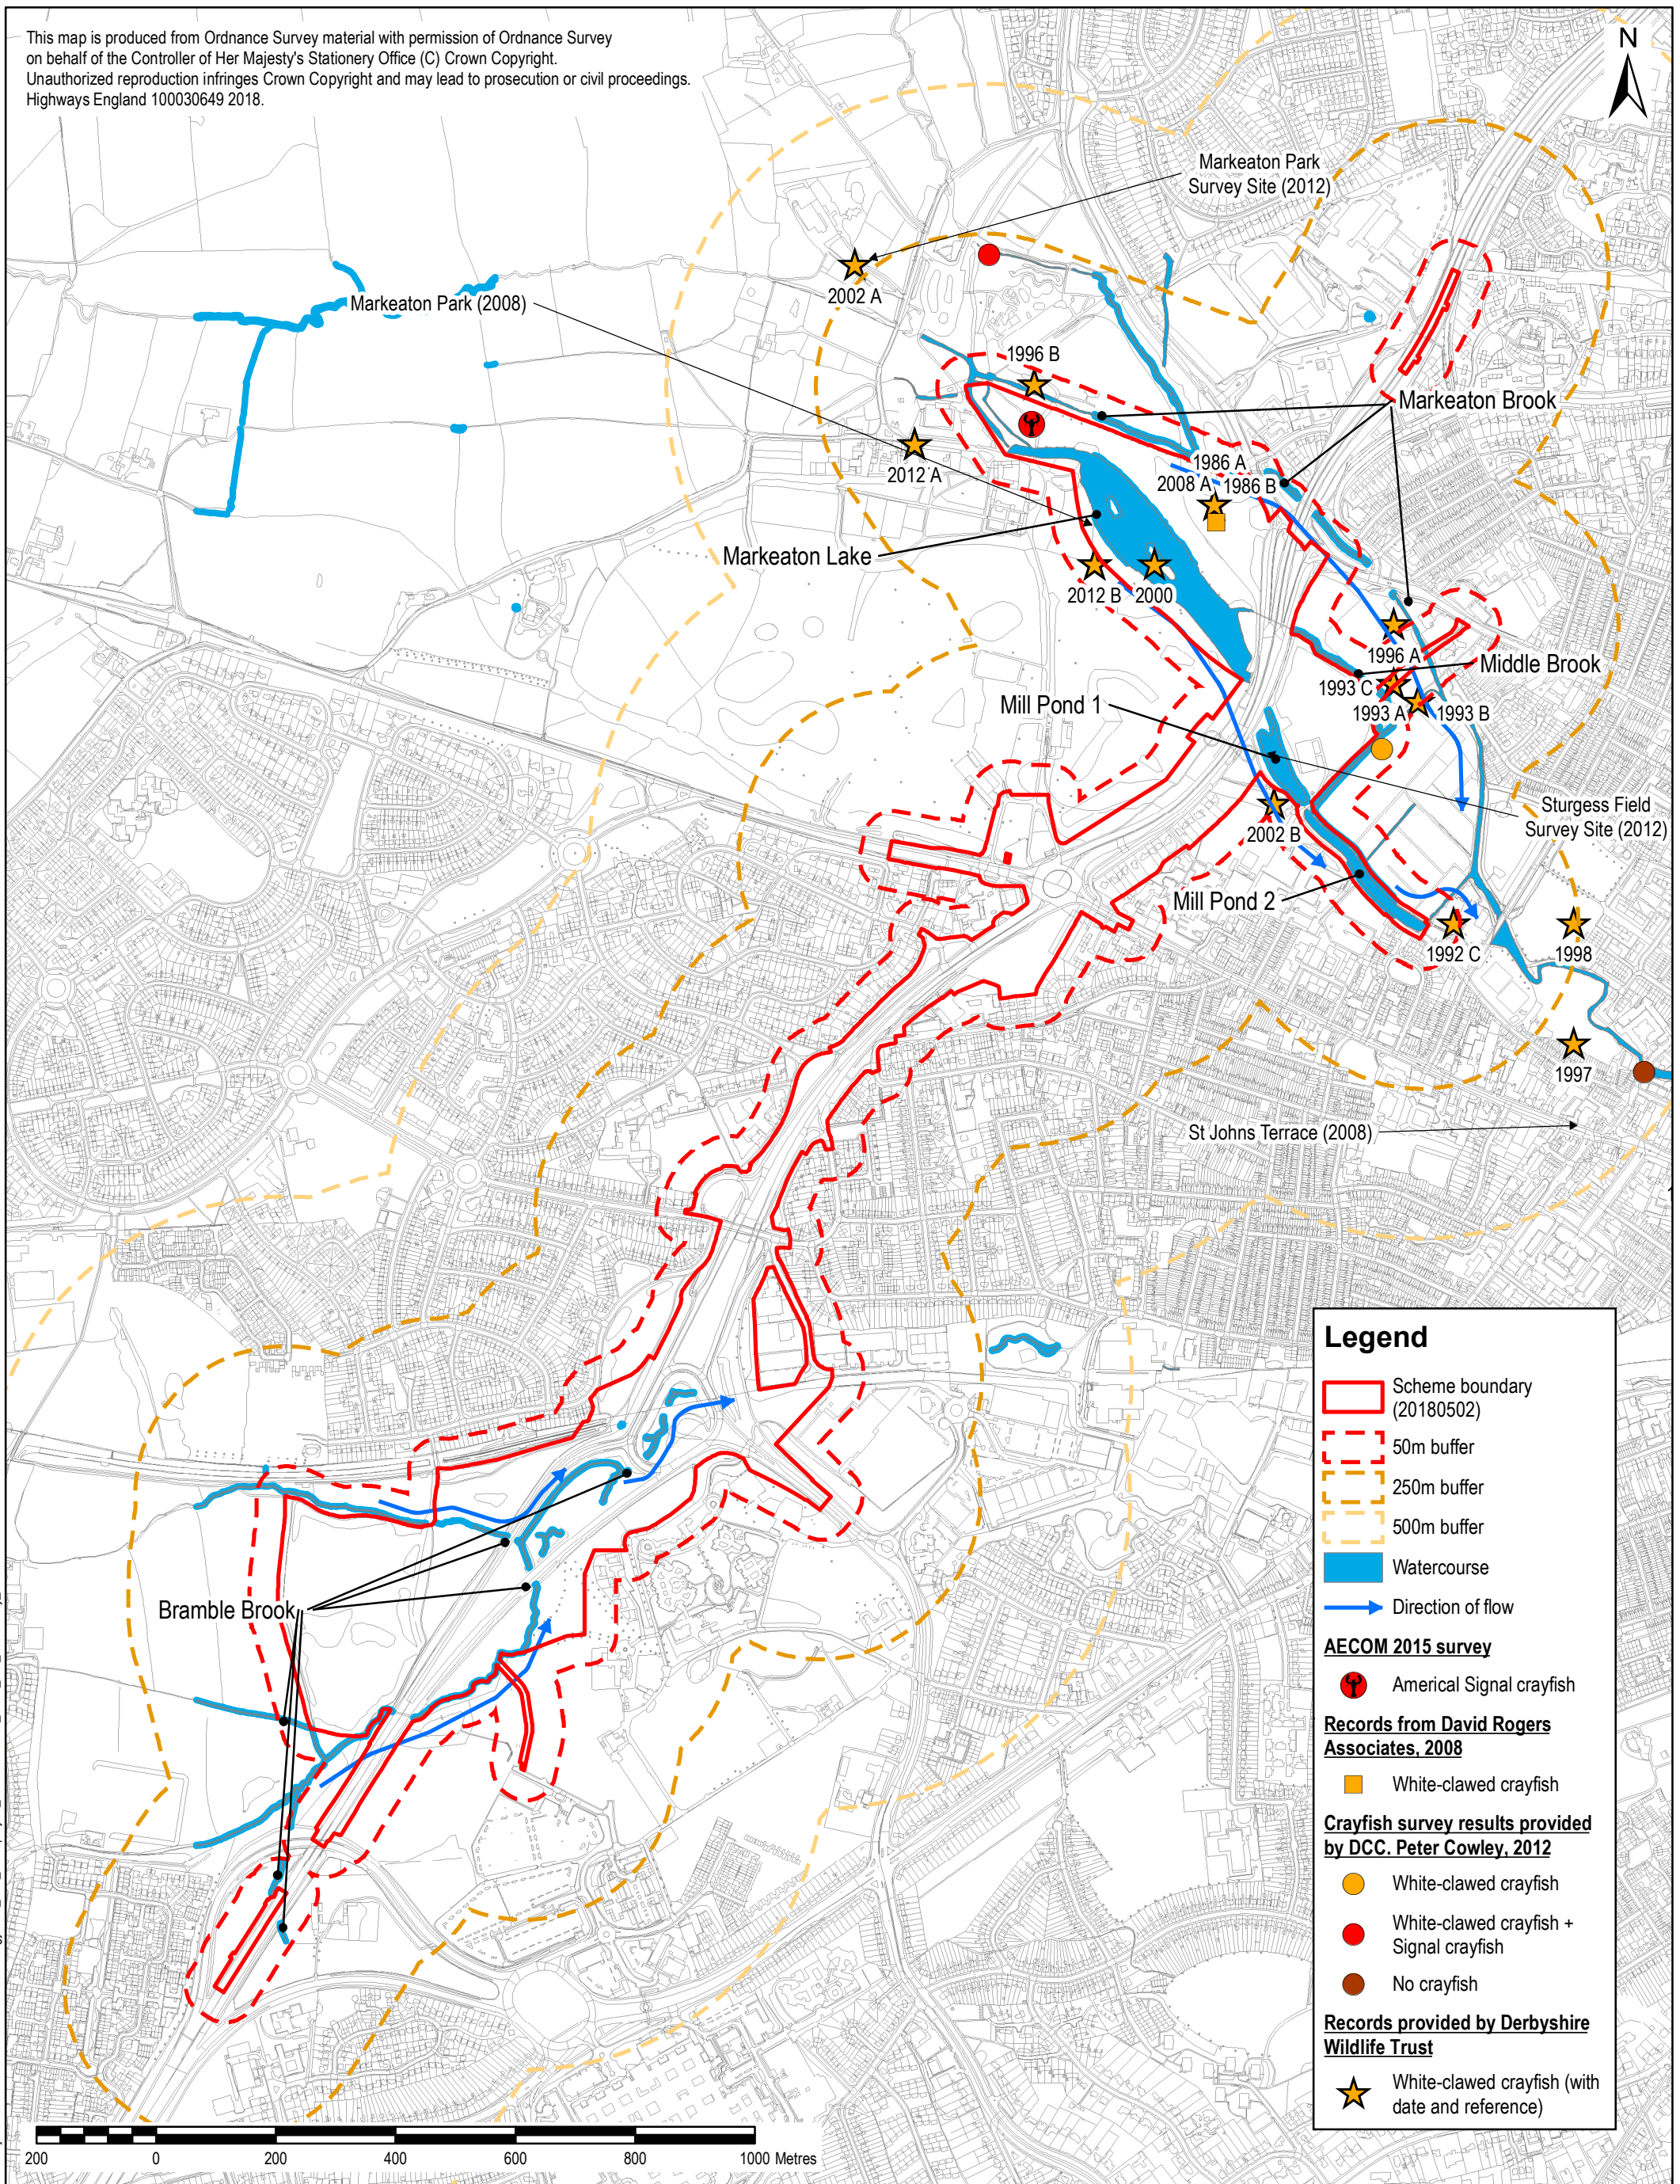 This map is produced from Ordnance Survey material with permission of Ordnance Survey
on behalf of the Controller of Her Majesty's Stationery Office (C) Crown Copyright.
Unauthorized reproduction infringes Crown Copyright and may lead to prosecution or civil proceedings.
Highways England 100030649 2018.
N
Markeaton Park
Survey Site (2012)
2002 A
Markeaton Park (2008)
1996 B
Markeaton Brook
2012 A
1986 A
2008 A
1986 B
Markeaton Lake
2012 B
2000
1996 A
Middle Brook
1993 C
1993 A
1993 B
Mill Pond 1
Sturgess Field
Survey Site (2012)
2002 B
Mill Pond 2
1992 C
1998
1997
St Johns Terrace (2008)
Bramble Brook
Legend
Scheme boundary
(20180502)
50m buffer
250m buffer
500m buffer
Watercourse
Direction of flow
AECOM 2015 survey
Americal Signal crayfish
Records from David Rogers
Associates, 2008
White-clawed crayfish
Crayfish survey results provided
by DCC. Peter Cowley, 2012
White-clawed crayfish
White-clawed crayfish +
Signal crayfish
No crayfish
Records provided by Derbyshire
Wildlife Trust
White-clawed crayfish (with
date and reference)
200 0 200 400 600 800 1000 Metres